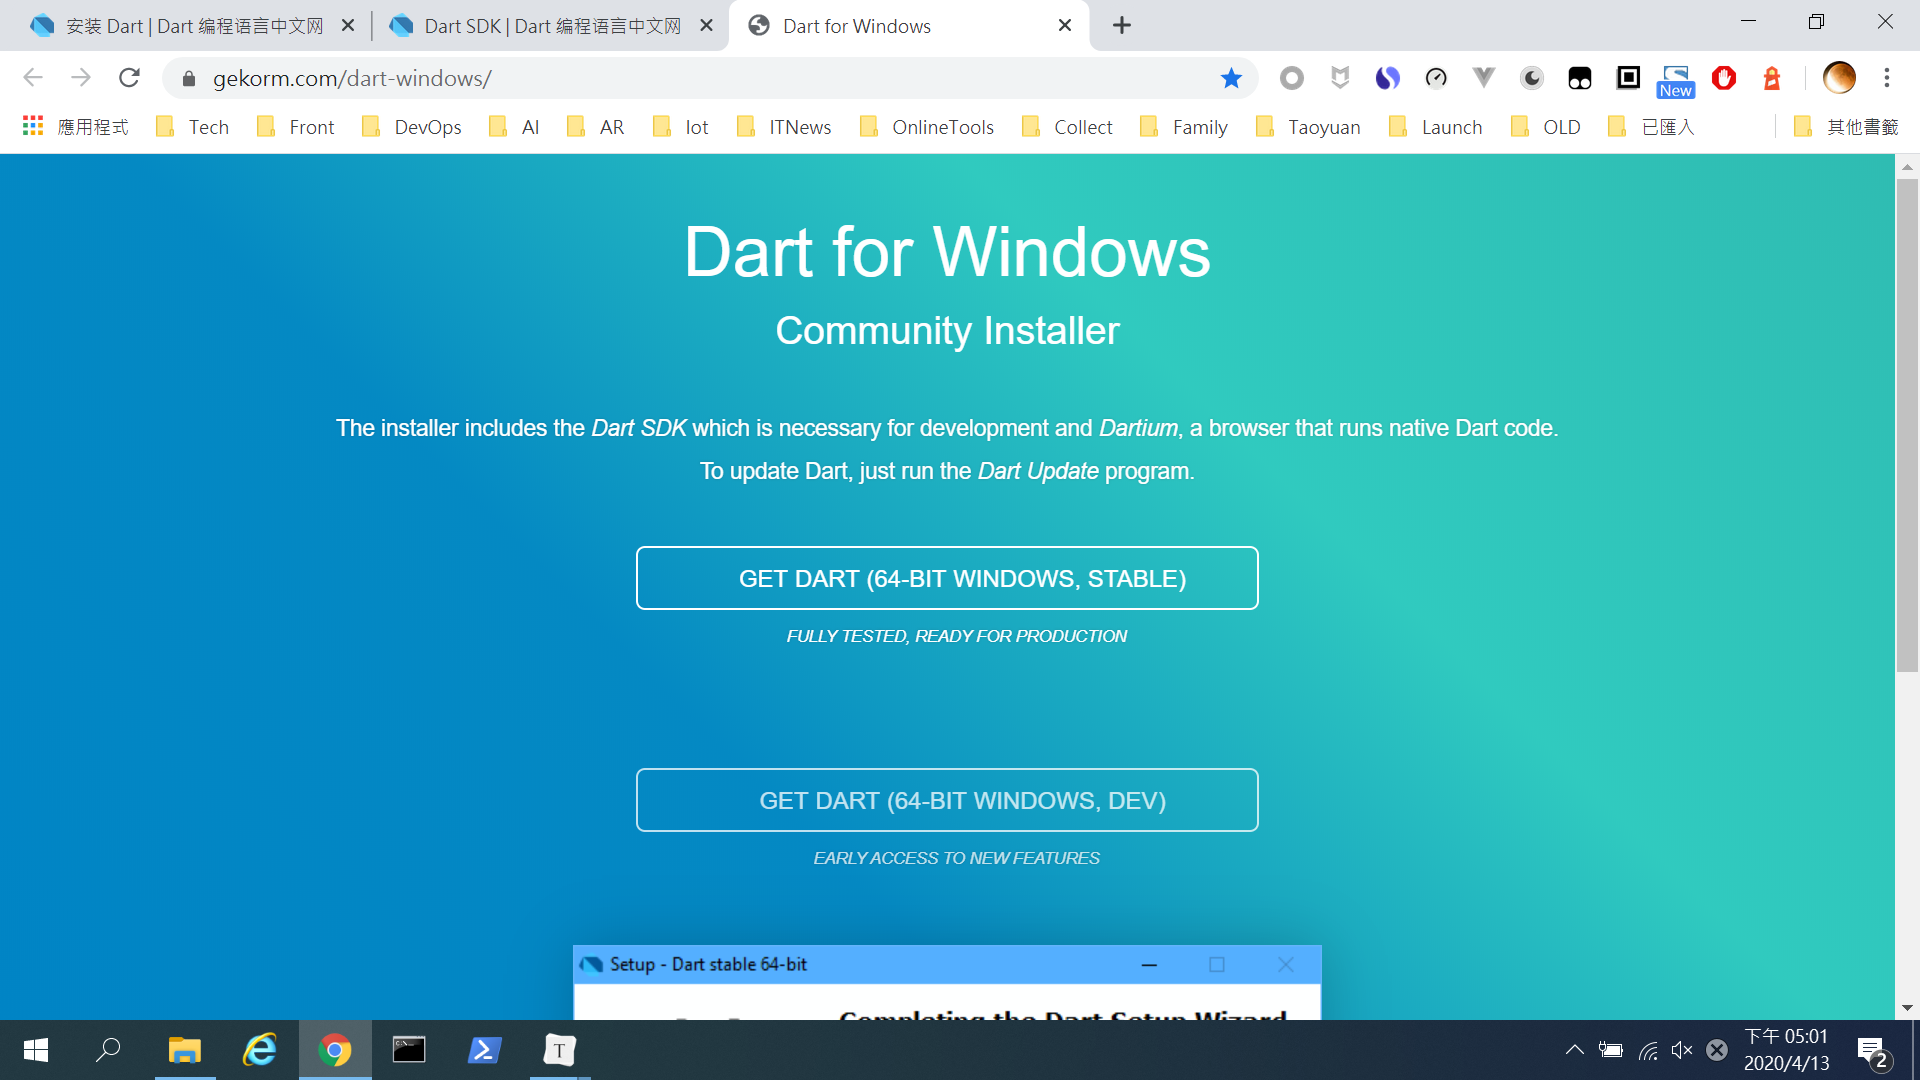 安装 Dart | Dart 编程语言中文网
Dart SDK | Dart 编程语言中文网
Dart for Windows
gekorm.com/dart-windows/
New
應用程式
Tech
Front
DevOps
AI
AR
Iot
ITNews
OnlineTools
Collect
Family
Taoyuan
Launch
OLD
已匯入
其他書籤
Dart for Windows
Community Installer
The installer includes the Dart SDK which is necessary for development and Dartium, a browser that runs native Dart code.
To update Dart, just run the Dart Update program.
GET DART (64-BIT WINDOWS, STABLE)
FULLY TESTED, READY FOR PRODUCTION
GET DART (64-BIT WINDOWS, DEV)
EARLY ACCESS TO NEW FEATURES
Setup - Dart stable 64-bit
Completing the Dart Setup Wizard
T
下午 05:01
2020/4/13
2